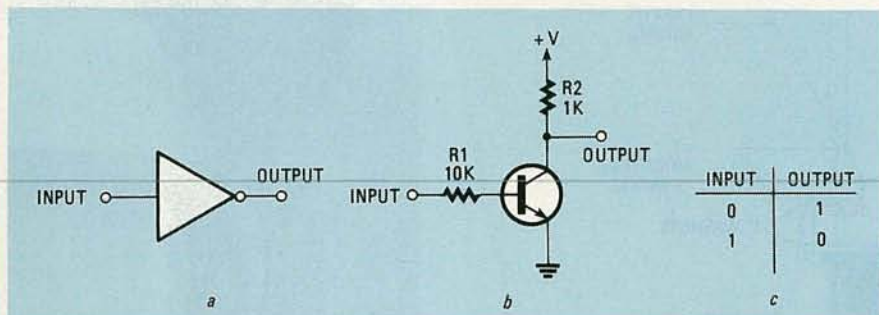 INPUT
OUTPUT
a
+V
R2
1K
OUTPUT
R1
10K
INPUT
b
INPUT OUTPUT
0 1
1 0
c